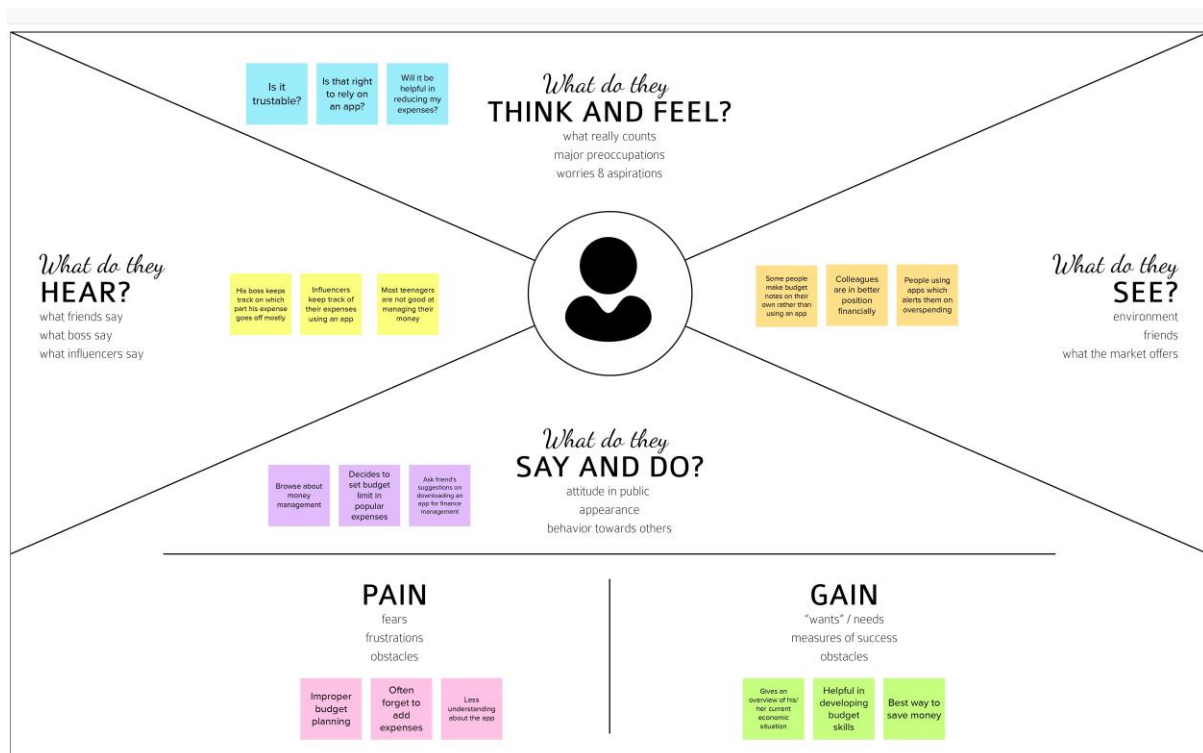 Is it
trustable?
Is that right
to rely on
an app?
Will it be
helpful in
reducing my
expenses?
What do they
THINK AND FEEL?
what really counts
major preoccupations
worries & aspirations
What do they
HEAR?
what friends say
what boss say
what influencers say
His boss keeps
track on which
part his expense
goes off mostly
Influencers
keep track of
their expenses
using an app
Most teenagers
are not good at
managing their
money
Some people
make budget
notes on their
own rather than
using an app
Colleagues
are in better
position
financially
People using
apps which
alerts them on
overspending
What do they
SEE?
environment
friends
what the market offers
What do they
SAY AND DO?
attitude in public
appearance
behavior towards others
Browse about
money
management
Decides to
set budget
limit in
popular
expenses
Ask friend's
suggestions on
downloading an
app for finance
management
PAIN
fears
frustrations
obstacles
Improper
budget
planning
Often
forget to
add
expenses
Less
understanding
about the app
GAIN
"wants" / needs
measures of success
obstacles
Gives an
overview of his/
her current
economic
situation
Helpful in
developing
budget
skills
Best way to
save money